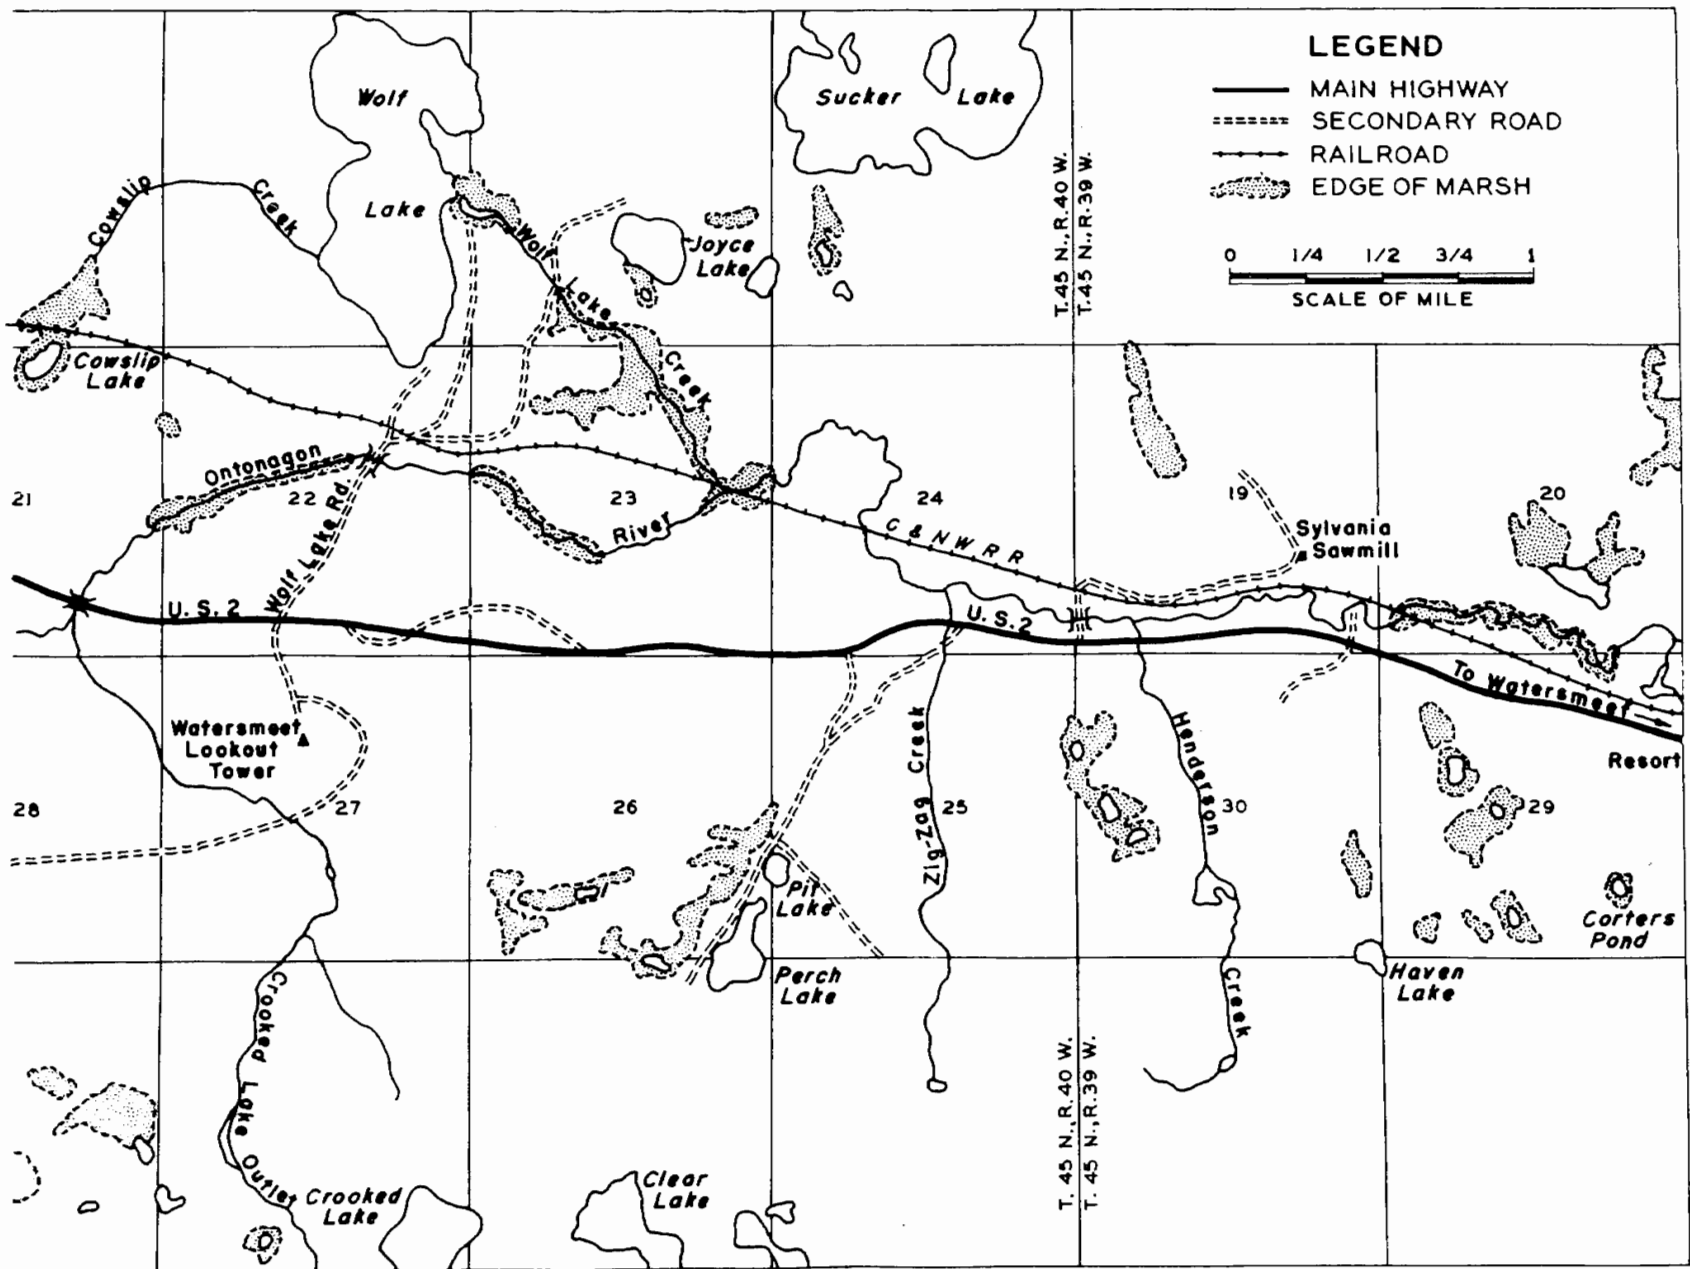 LEGEND
MAIN HIGHWAY
SECONDARY ROAD
RAILROAD
EDGE OF MARSH
0 1/4 1/2 3/4 1
SCALE OF MILE
Wolf
Lake
Sucker Lake
Cowslip Creek
Wolf Lake Creek
Joyce
Lake
T.45 N., R.40 W.
T.45 N., R.39 W.
Cowslip
Lake
Ontonagon
River
21
22
23
24
19
20
Wolf Lake Rd.
C & N W R R
Sylvania
Sawmill
U.S.2
U.S.2
To Watersmeet
Resort
Watersmeet
Lookout
Tower
28
27
26
25
30
29
Zig-Zag Creek
Henderson Creek
Pit
Lake
Perch
Lake
Corters
Pond
Haven
Lake
Crooked Lake Outlet
T. 45 N., R.40 W.
T. 45 N., R.39 W.
Crooked
Lake
Clear
Lake